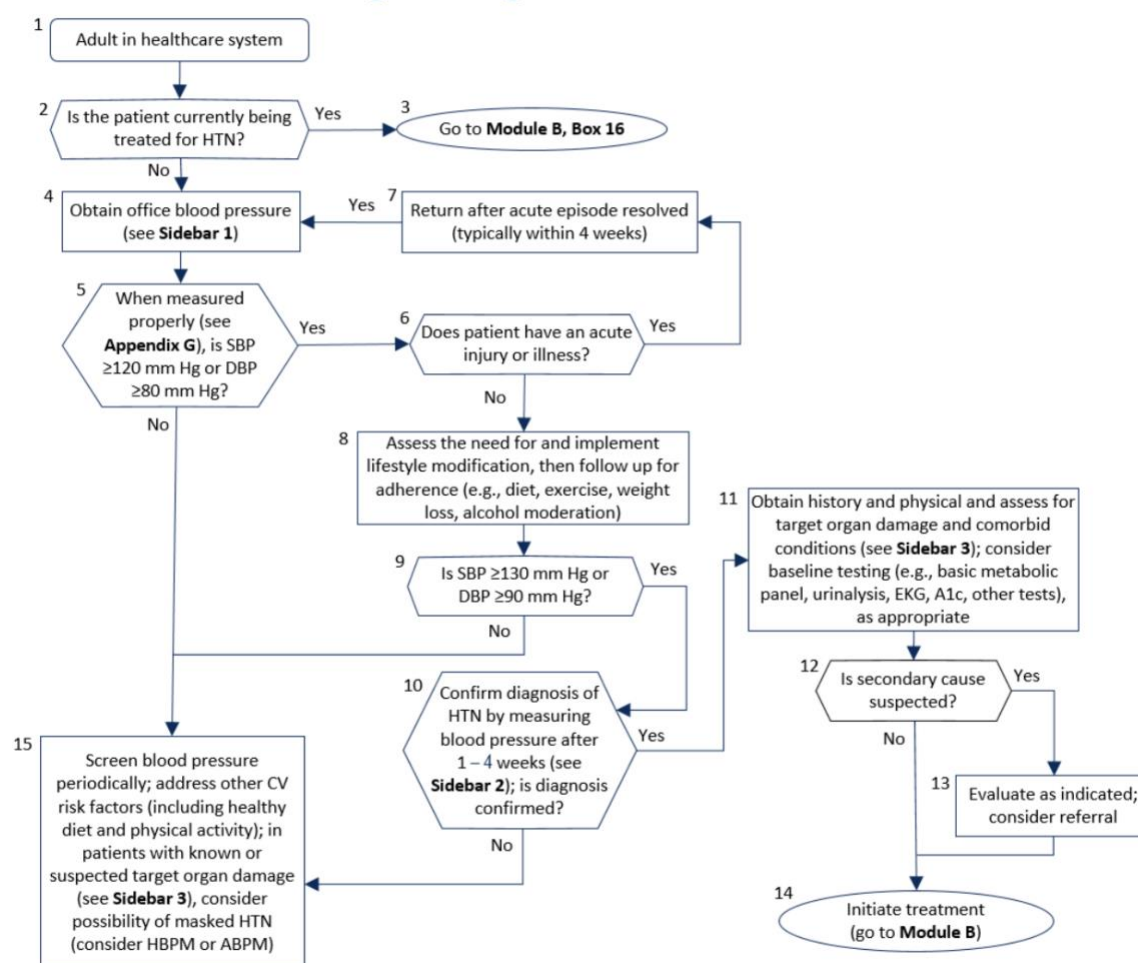 1
Adult in healthcare system
2
Is the patient currently being
treated for HTN?
Yes
3
Go to Module B, Box 16
No
4
Obtain office blood pressure
(see Sidebar 1)
Yes
7
Return after acute episode resolved
(typically within 4 weeks)
5
When measured
properly (see
Appendix G), is SBP
≥120 mm Hg or DBP
≥80 mm Hg?
Yes
6
Does patient have an acute
injury or illness?
Yes
No
No
8
Assess the need for and implement
lifestyle modification, then follow up for
adherence (e.g., diet, exercise, weight
loss, alcohol moderation)
9
Is SBP ≥130 mm Hg or
DBP ≥90 mm Hg?
Yes
No
10
Confirm diagnosis of
HTN by measuring
blood pressure after
1 – 4 weeks (see
Sidebar 2); is diagnosis
confirmed?
Yes
No
11
Obtain history and physical and assess for
target organ damage and comorbid
conditions (see Sidebar 3); consider
baseline testing (e.g., basic metabolic
panel, urinalysis, EKG, A1c, other tests),
as appropriate
12
Is secondary cause
suspected?
Yes
No
13
Evaluate as indicated;
consider referral
14
Initiate treatment
(go to Module B)
15
Screen blood pressure
periodically; address other CV
risk factors (including healthy
diet and physical activity); in
patients with known or
suspected target organ damage
(see Sidebar 3), consider
possibility of masked HTN
(consider HBPM or ABPM)